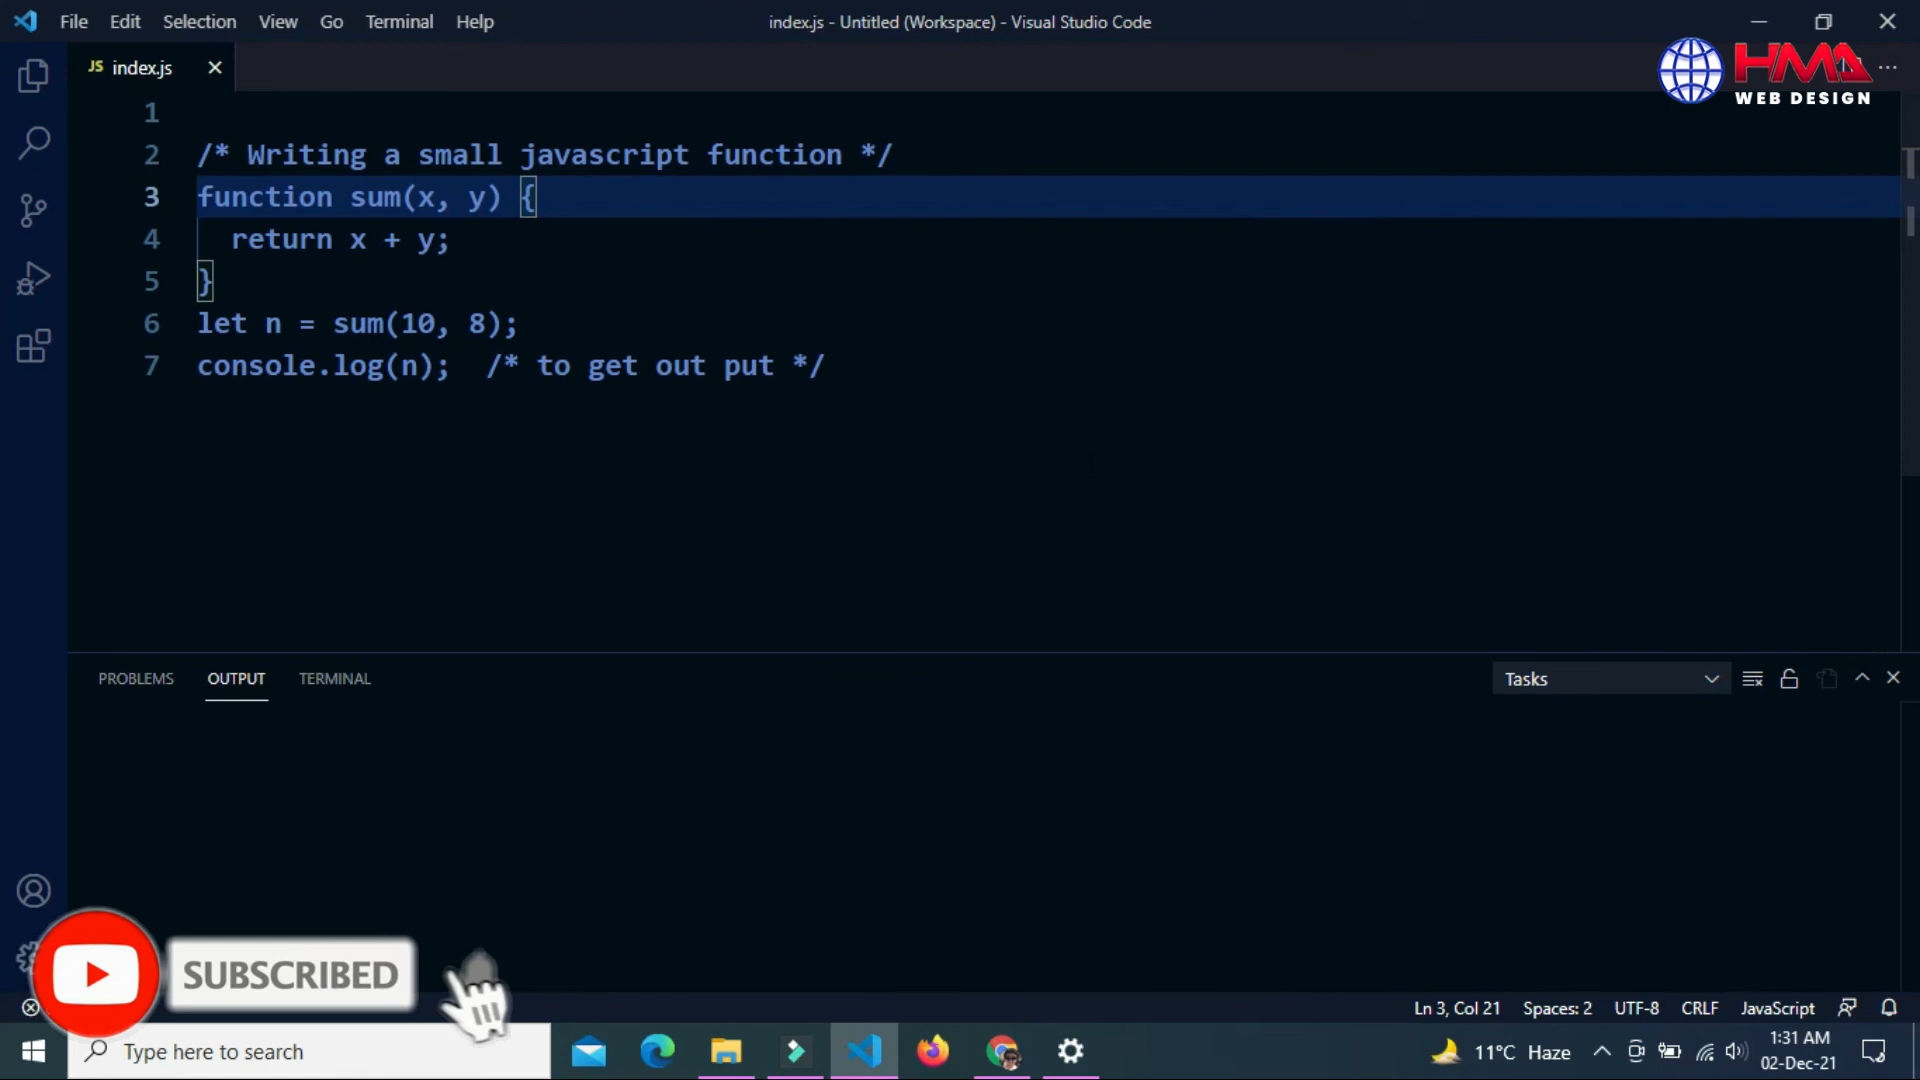 File Edit Selection View Go Terminal Help
index.js - Untitled (Workspace) - Visual Studio Code
JS index.js
HMA
WEB DESIGN
1
2 /* Writing a small javascript function */
3 function sum(x, y) {
4 return x + y;
5 }
6 let n = sum(10, 8);
7 console.log(n); /* to get out put */
PROBLEMS OUTPUT TERMINAL
Tasks
SUBSCRIBED
Ln 3, Col 21 Spaces: 2 UTF-8 CRLF JavaScript
Type here to search
11°C Haze
1:31 AM
02-Dec-21